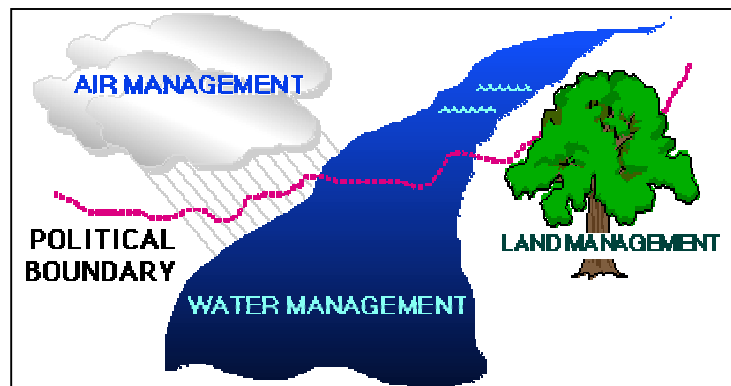 AIR MANAGEMENT
POLITICAL
BOUNDARY
LAND MANAGEMENT
WATER MANAGEMENT